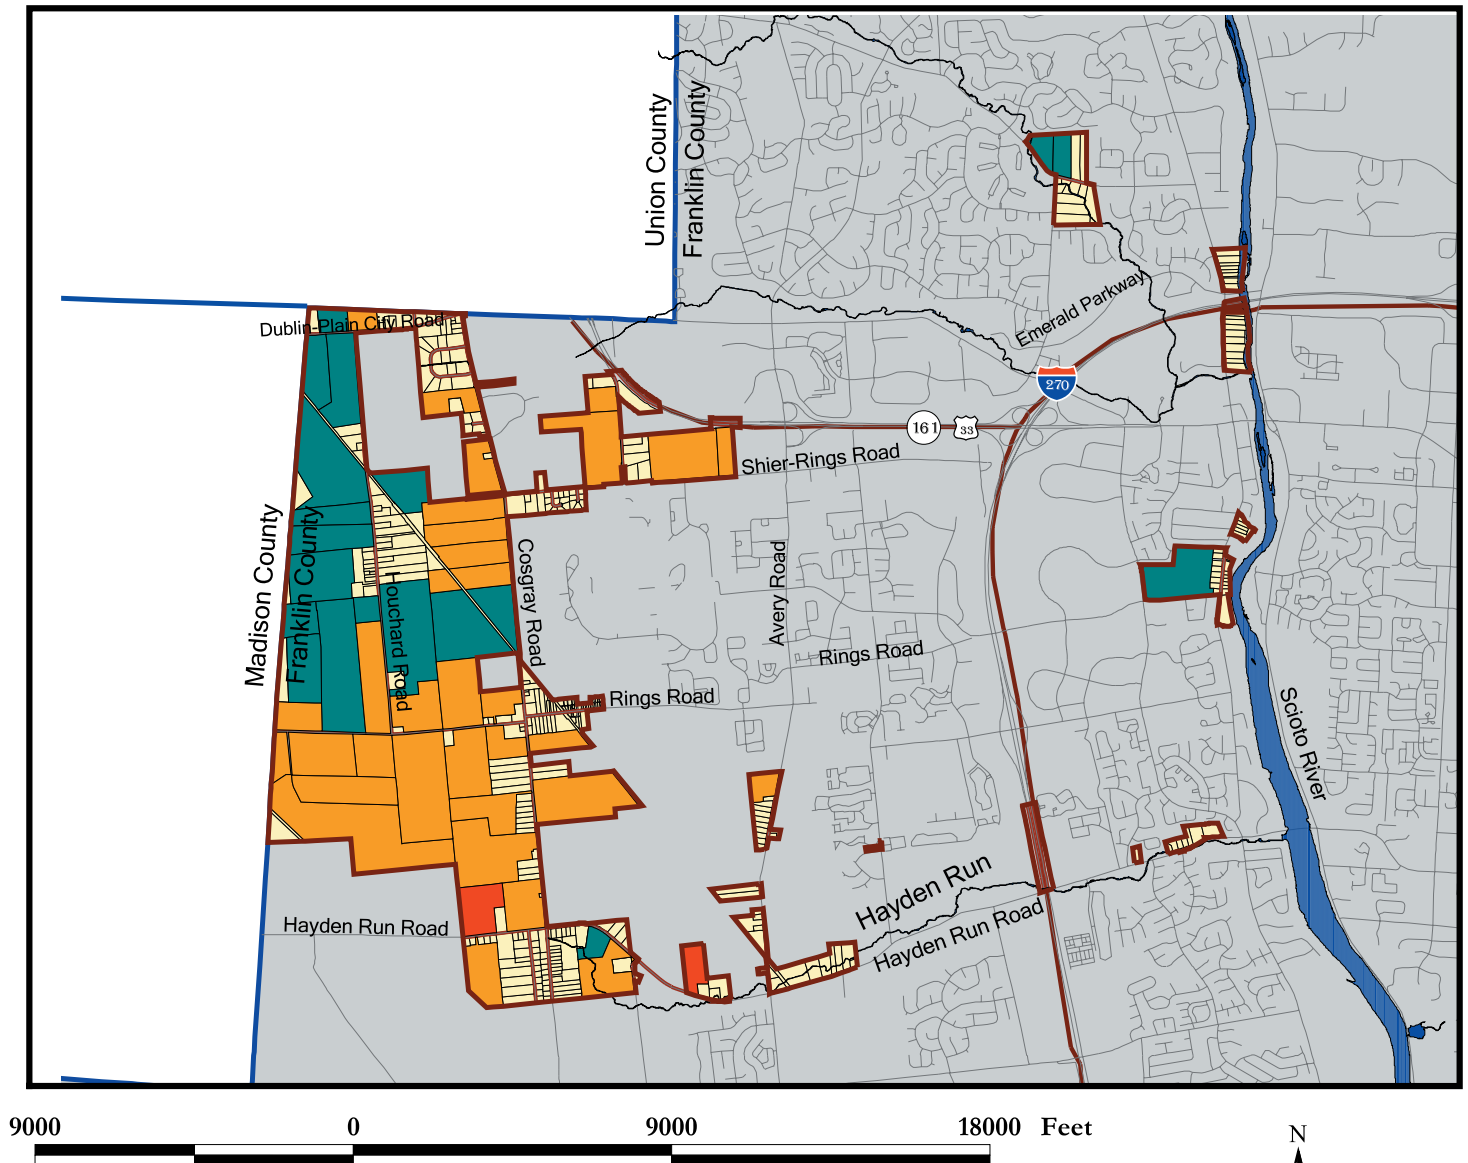 Union County
Franklin County
Dublin-Plain City Road
Emerald Parkway
270
161
33
Shier-Rings Road
Madison County
Franklin County
Houchard Road
Cosgray Road
Avery Road
Rings Road
Rings Road
Scioto River
Hayden Run
Hayden Run Road
Hayden Run Road
9000 0 9000 18000 Feet
N